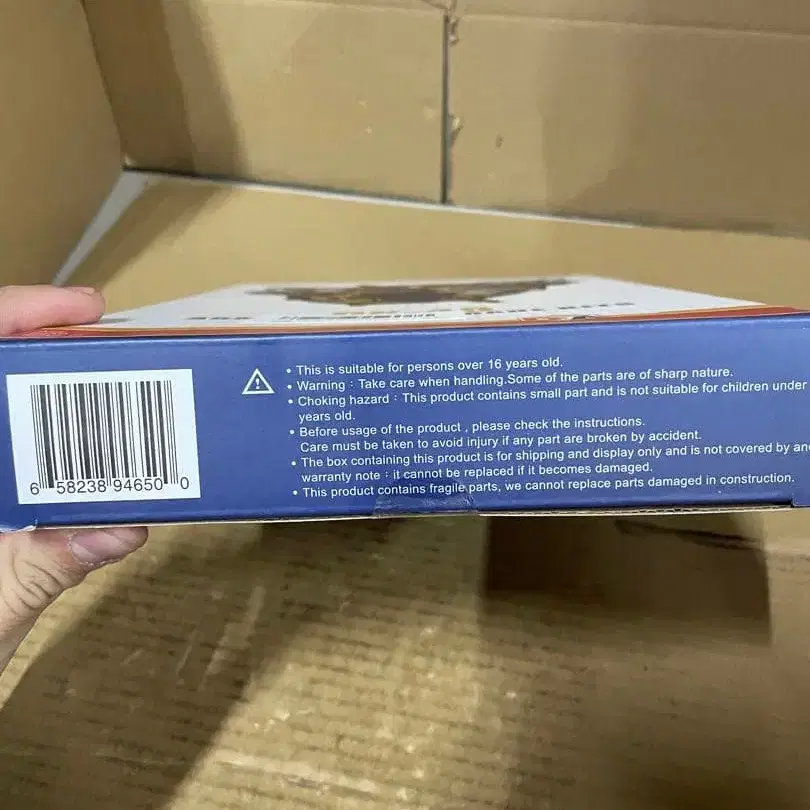 • This is suitable for persons over 16 years old.
• Warning : Take care when handling.Some of the parts are of sharp nature.
• Choking hazard : This product contains small part and is not suitable for children under
years old.
• Before usage of the product , please check the instructions.
Care must be taken to avoid injury if any part are broken by accident.
• The box containing this product is for shipping and display only and is not covered by
warranty note : it cannot be replaced if it becomes damaged.
• This product contains fragile parts, we cannot replace parts damaged in construction.
6 58238 94650 0